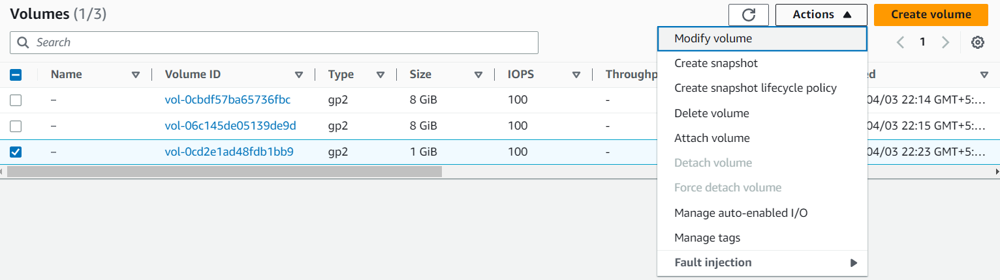 Volumes (1/3)
Actions
Create volume
Search
1
Modify volume
Create snapshot
Create snapshot lifecycle policy
Delete volume
Attach volume
Detach volume
Force detach volume
Manage auto-enabled I/O
Manage tags
Fault injection
Name Volume ID Type Size IOPS Throughp ed
– vol-0cbdf57ba65736fbc gp2 8 GiB 100 - 04/03 22:14 GMT+5:...
– vol-06c145de05139de9d gp2 8 GiB 100 - 04/03 22:15 GMT+5:...
– vol-0cd2e1ad48fdb1bb9 gp2 1 GiB 100 - 04/03 22:23 GMT+5:...